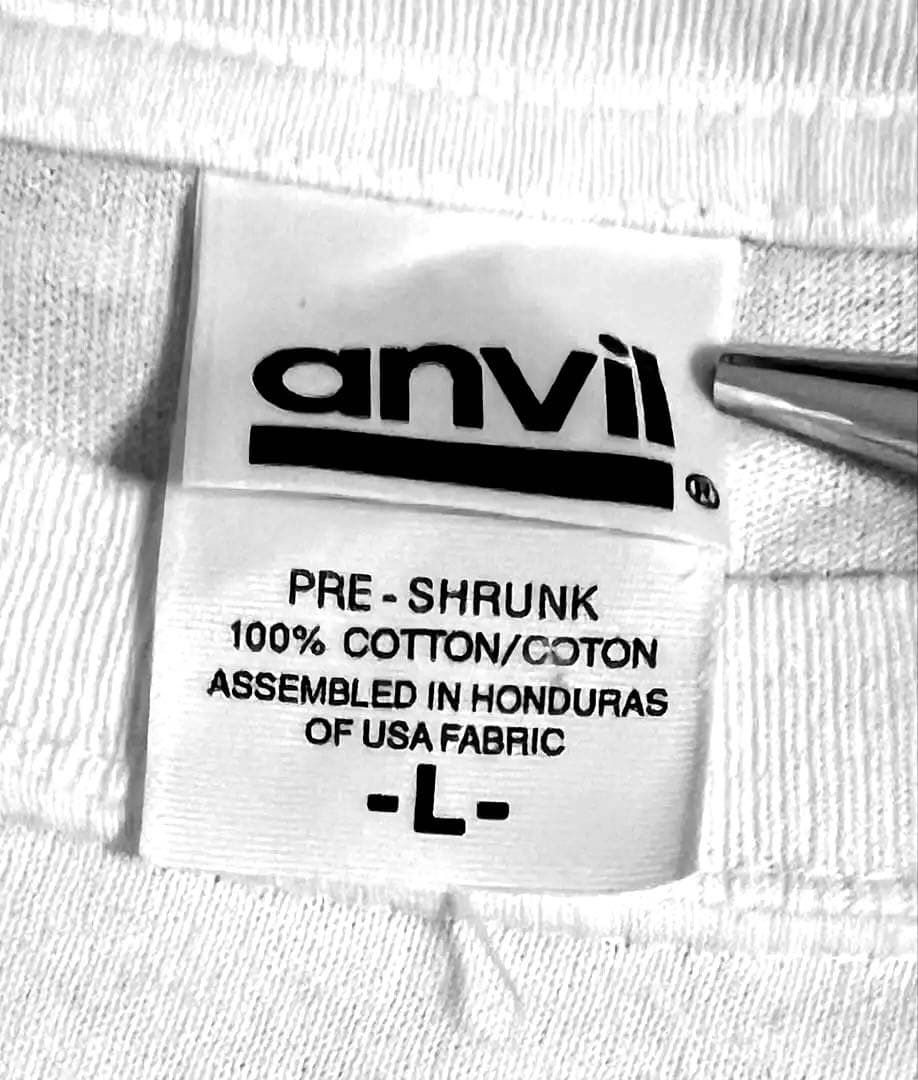 anvil
®
PRE-SHRUNK
100% COTTON/COTON
ASSEMBLED IN HONDURAS
OF USA FABRIC
-L-